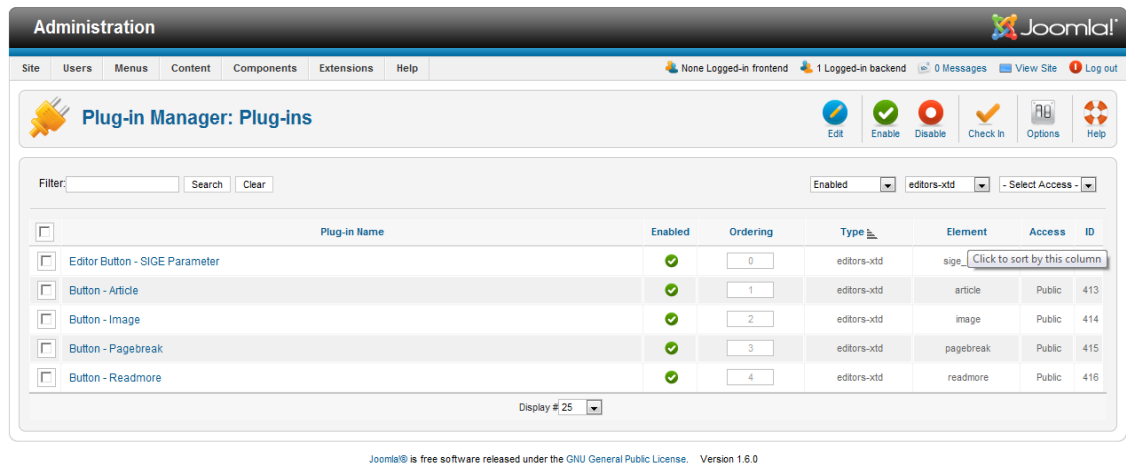 Administration
Joomla!
Site Users Menus Content Components Extensions Help None Logged-in frontend 1 Logged-in backend 0 Messages View Site Log out
Plug-in Manager: Plug-ins
Edit Enable Disable Check In Options Help
Filter: Search Clear Enabled editors-xtd - Select Access -
Plug-in Name Enabled Ordering Type Element Access ID
Editor Button - SIGE Parameter 0 editors-xtd sige_
Click to sort by this column
Button - Article 1 editors-xtd article Public 413
Button - Image 2 editors-xtd image Public 414
Button - Pagebreak 3 editors-xtd pagebreak Public 415
Button - Readmore 4 editors-xtd readmore Public 416
Display # 25
Joomla!® is free software released under the GNU General Public License. Version 1.6.0